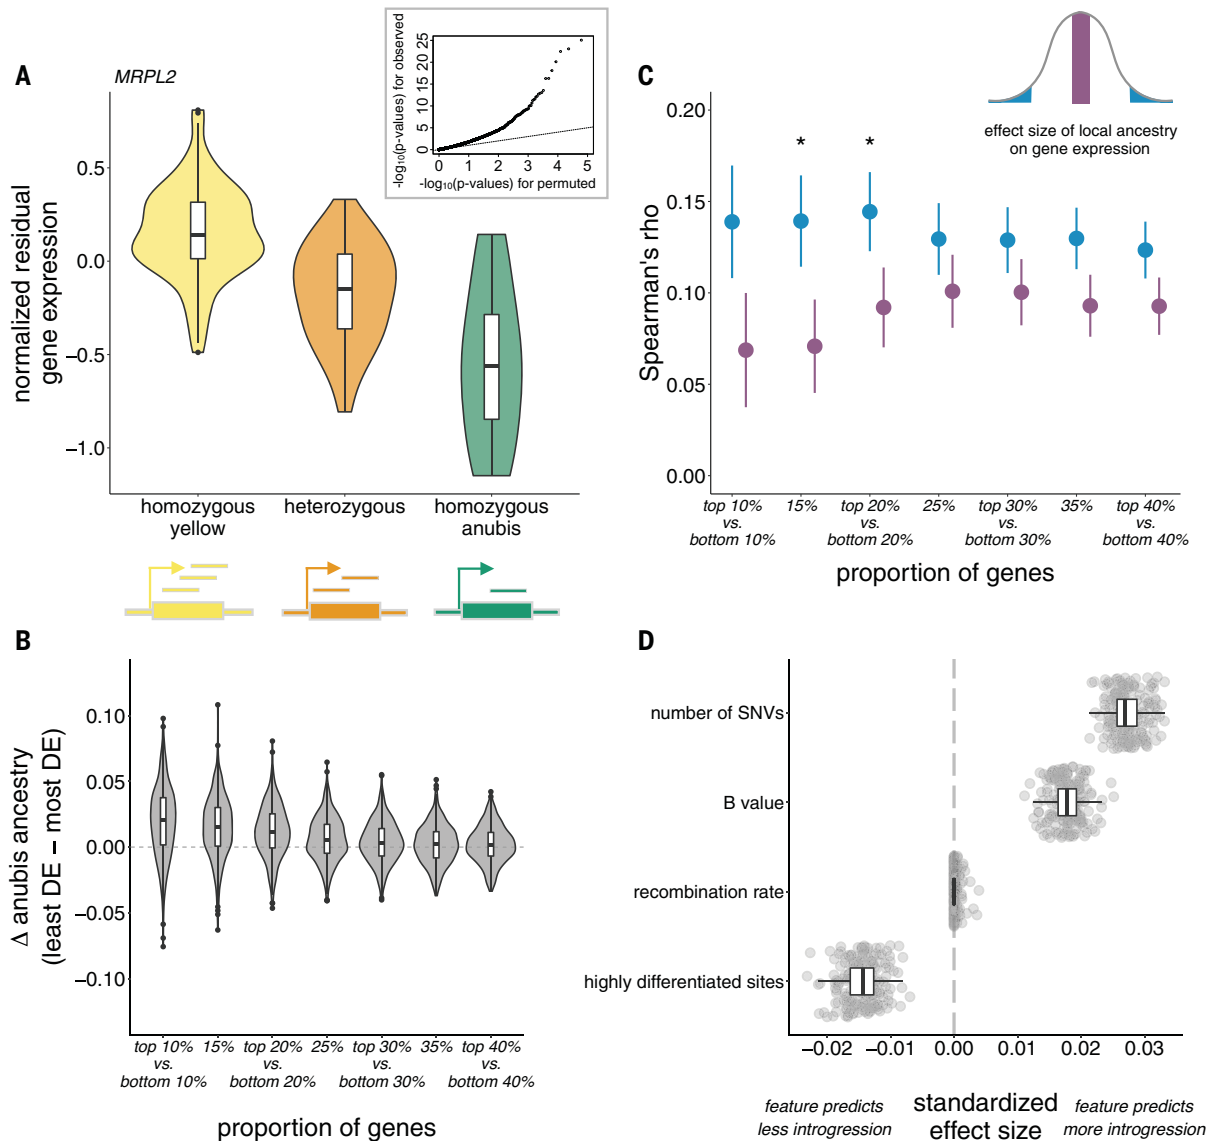 A
MRPL2
normalized residual
gene expression
0.5
0.0
−0.5
−1.0
homozygous
yellow
heterozygous
homozygous
anubis
-log10(p-values) for observed
0 5 10 15 20 25
0 1 2 3 4 5
-log10(p-values) for permuted
B
Δ anubis ancestry
(least DE − most DE)
0.10
0.05
0.00
−0.05
−0.10
top 10%
vs.
bottom 10%
15%
top 20%
vs.
bottom 20%
25%
top 30%
vs.
bottom 30%
35%
top 40%
vs.
bottom 40%
proportion of genes
C
effect size of local ancestry
on gene expression
Spearman's rho
0.20
0.15
0.10
0.05
0.00
* *
top 10%
vs.
bottom 10%
15%
top 20%
vs.
bottom 20%
25%
top 30%
vs.
bottom 30%
35%
top 40%
vs.
bottom 40%
proportion of genes
D
number of SNVs
B value
recombination rate
highly differentiated sites
−0.02 −0.01 0.00 0.01 0.02 0.03
feature predicts
less introgression
standardized
effect size
feature predicts
more introgression